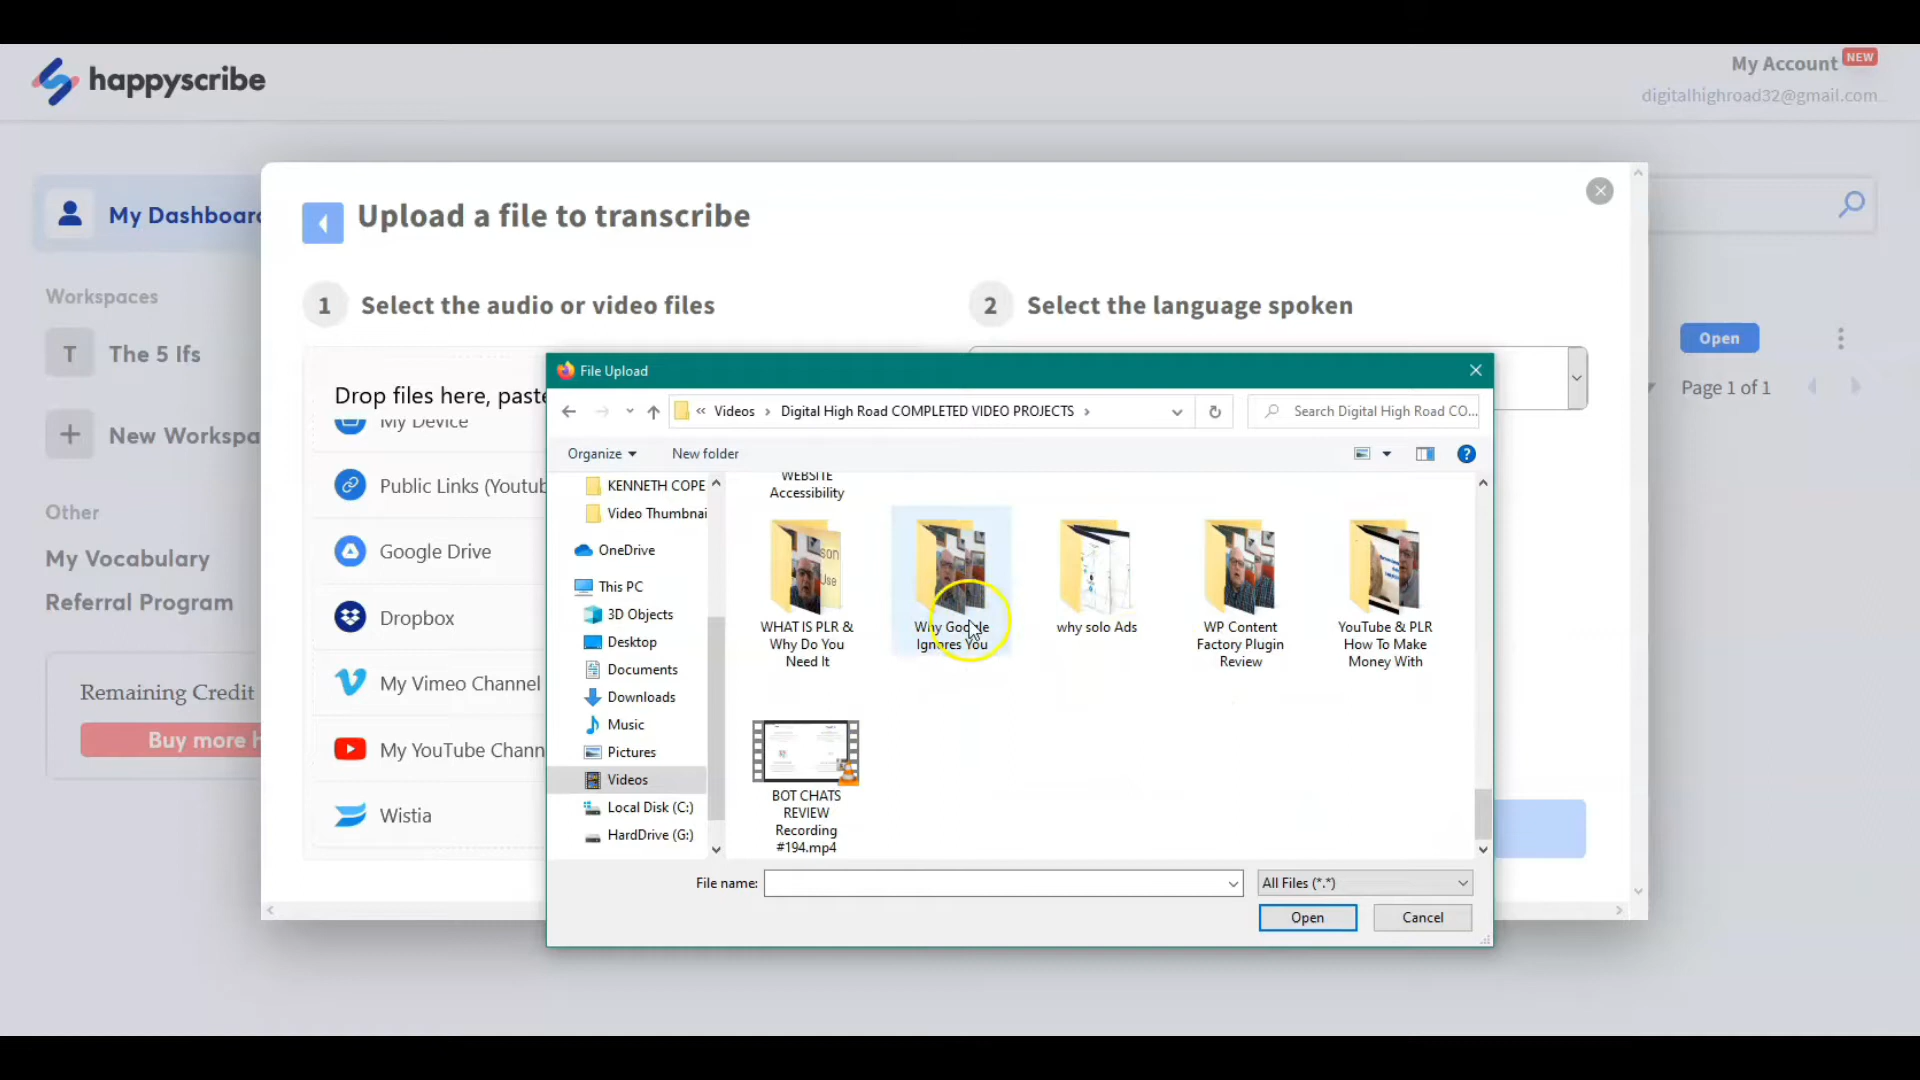 happyscribe
My Account NEW
digitalhighroad32@gmail.com
My Dashboard
Workspaces
T The 5 Ifs
+ New Workspa
Other
My Vocabulary
Referral Program
Remaining Credit
Buy more H
Upload a file to transcribe
1 Select the audio or video files
2 Select the language spoken
Drop files here, paste
My Device
Public Links (Youtub
Google Drive
Dropbox
My Vimeo Channel
My YouTube Chann
Wistia
Open
Page 1 of 1
File Upload
« Videos › Digital High Road COMPLETED VIDEO PROJECTS ›
Search Digital High Road CO...
Organize
New folder
KENNETH COPE
Video Thumbnai
OneDrive
This PC
3D Objects
Desktop
Documents
Downloads
Music
Pictures
Videos
Local Disk (C:)
HardDrive (G:)
WEBSITE
Accessibility
son
Use
WHAT IS PLR &
Why Do You
Need It
Why Google
Ignores You
why solo Ads
WP Content
Factory Plugin
Review
YouTube & PLR
How To Make
Money With
BOT CHATS
REVIEW
Recording
#194.mp4
File name:
All Files (*.*)
Open
Cancel